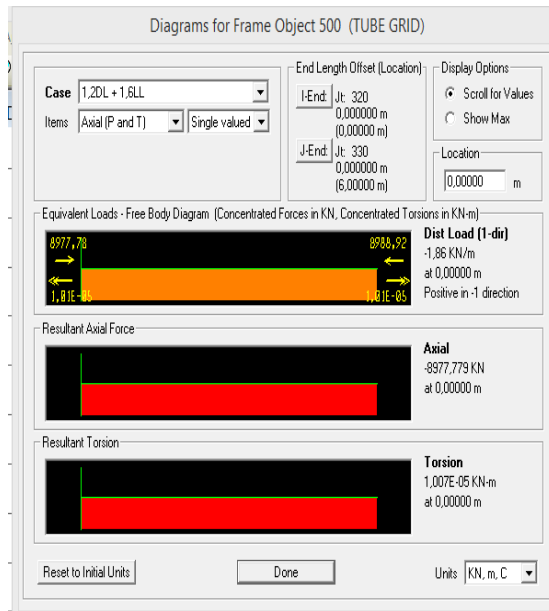 Diagrams for Frame Object 500 (TUBE GRID)
Case 1,2DL + 1,6LL
Items Axial (P and T) Single valued
End Length Offset (Location)
I-End: Jt: 320
0,000000 m
(0,00000 m)
J-End: Jt: 330
0,000000 m
(6,00000 m)
Display Options
Scroll for Values
Show Max
Location
0,00000 m
Equivalent Loads - Free Body Diagram (Concentrated Forces in KN, Concentrated Torsions in KN-m)
8977,78 8988,92
1,01E-05 1,01E-05
Dist Load (1-dir)
-1,86 KN/m
at 0,00000 m
Positive in -1 direction
Resultant Axial Force
Axial
-8977,779 KN
at 0,00000 m
Resultant Torsion
Torsion
1,007E-05 KN-m
at 0,00000 m
Reset to Initial Units Done Units KN, m, C